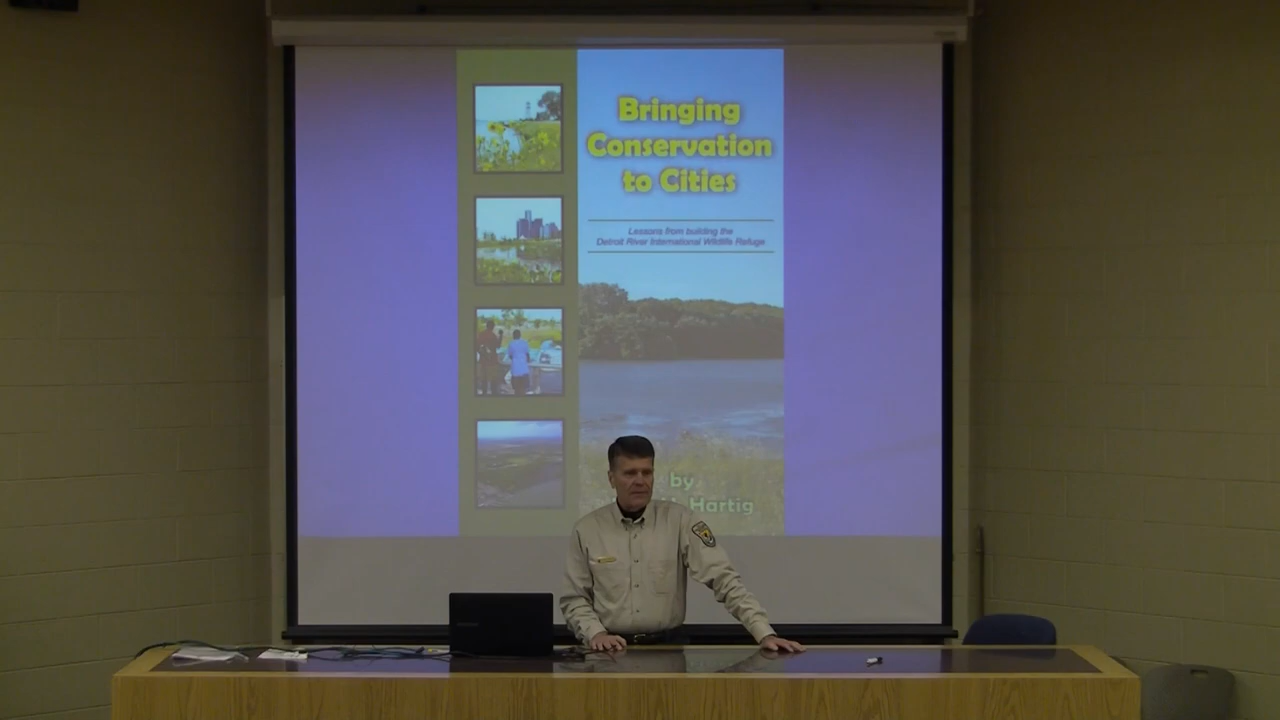 Bringing
Conservation
to Cities
Lessons from building the
Detroit River International Wildlife Refuge
by
Hartig